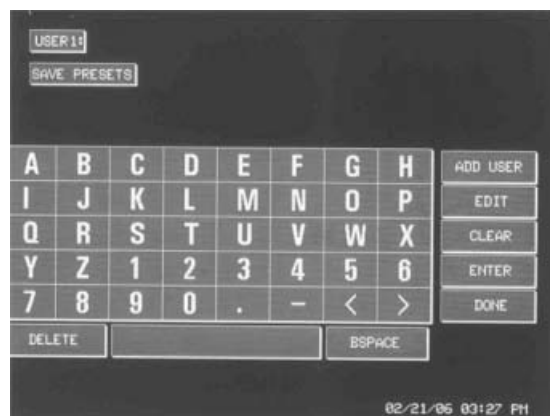 USER1:
SAVE PRESETS
A B C D E F G H ADD USER
I J K L M N O P EDIT
Q R S T U V W X CLEAR
Y Z 1 2 3 4 5 6 ENTER
7 8 9 0 . – < > DONE
DELETE BSPACE
02/21/06 03:27 PM